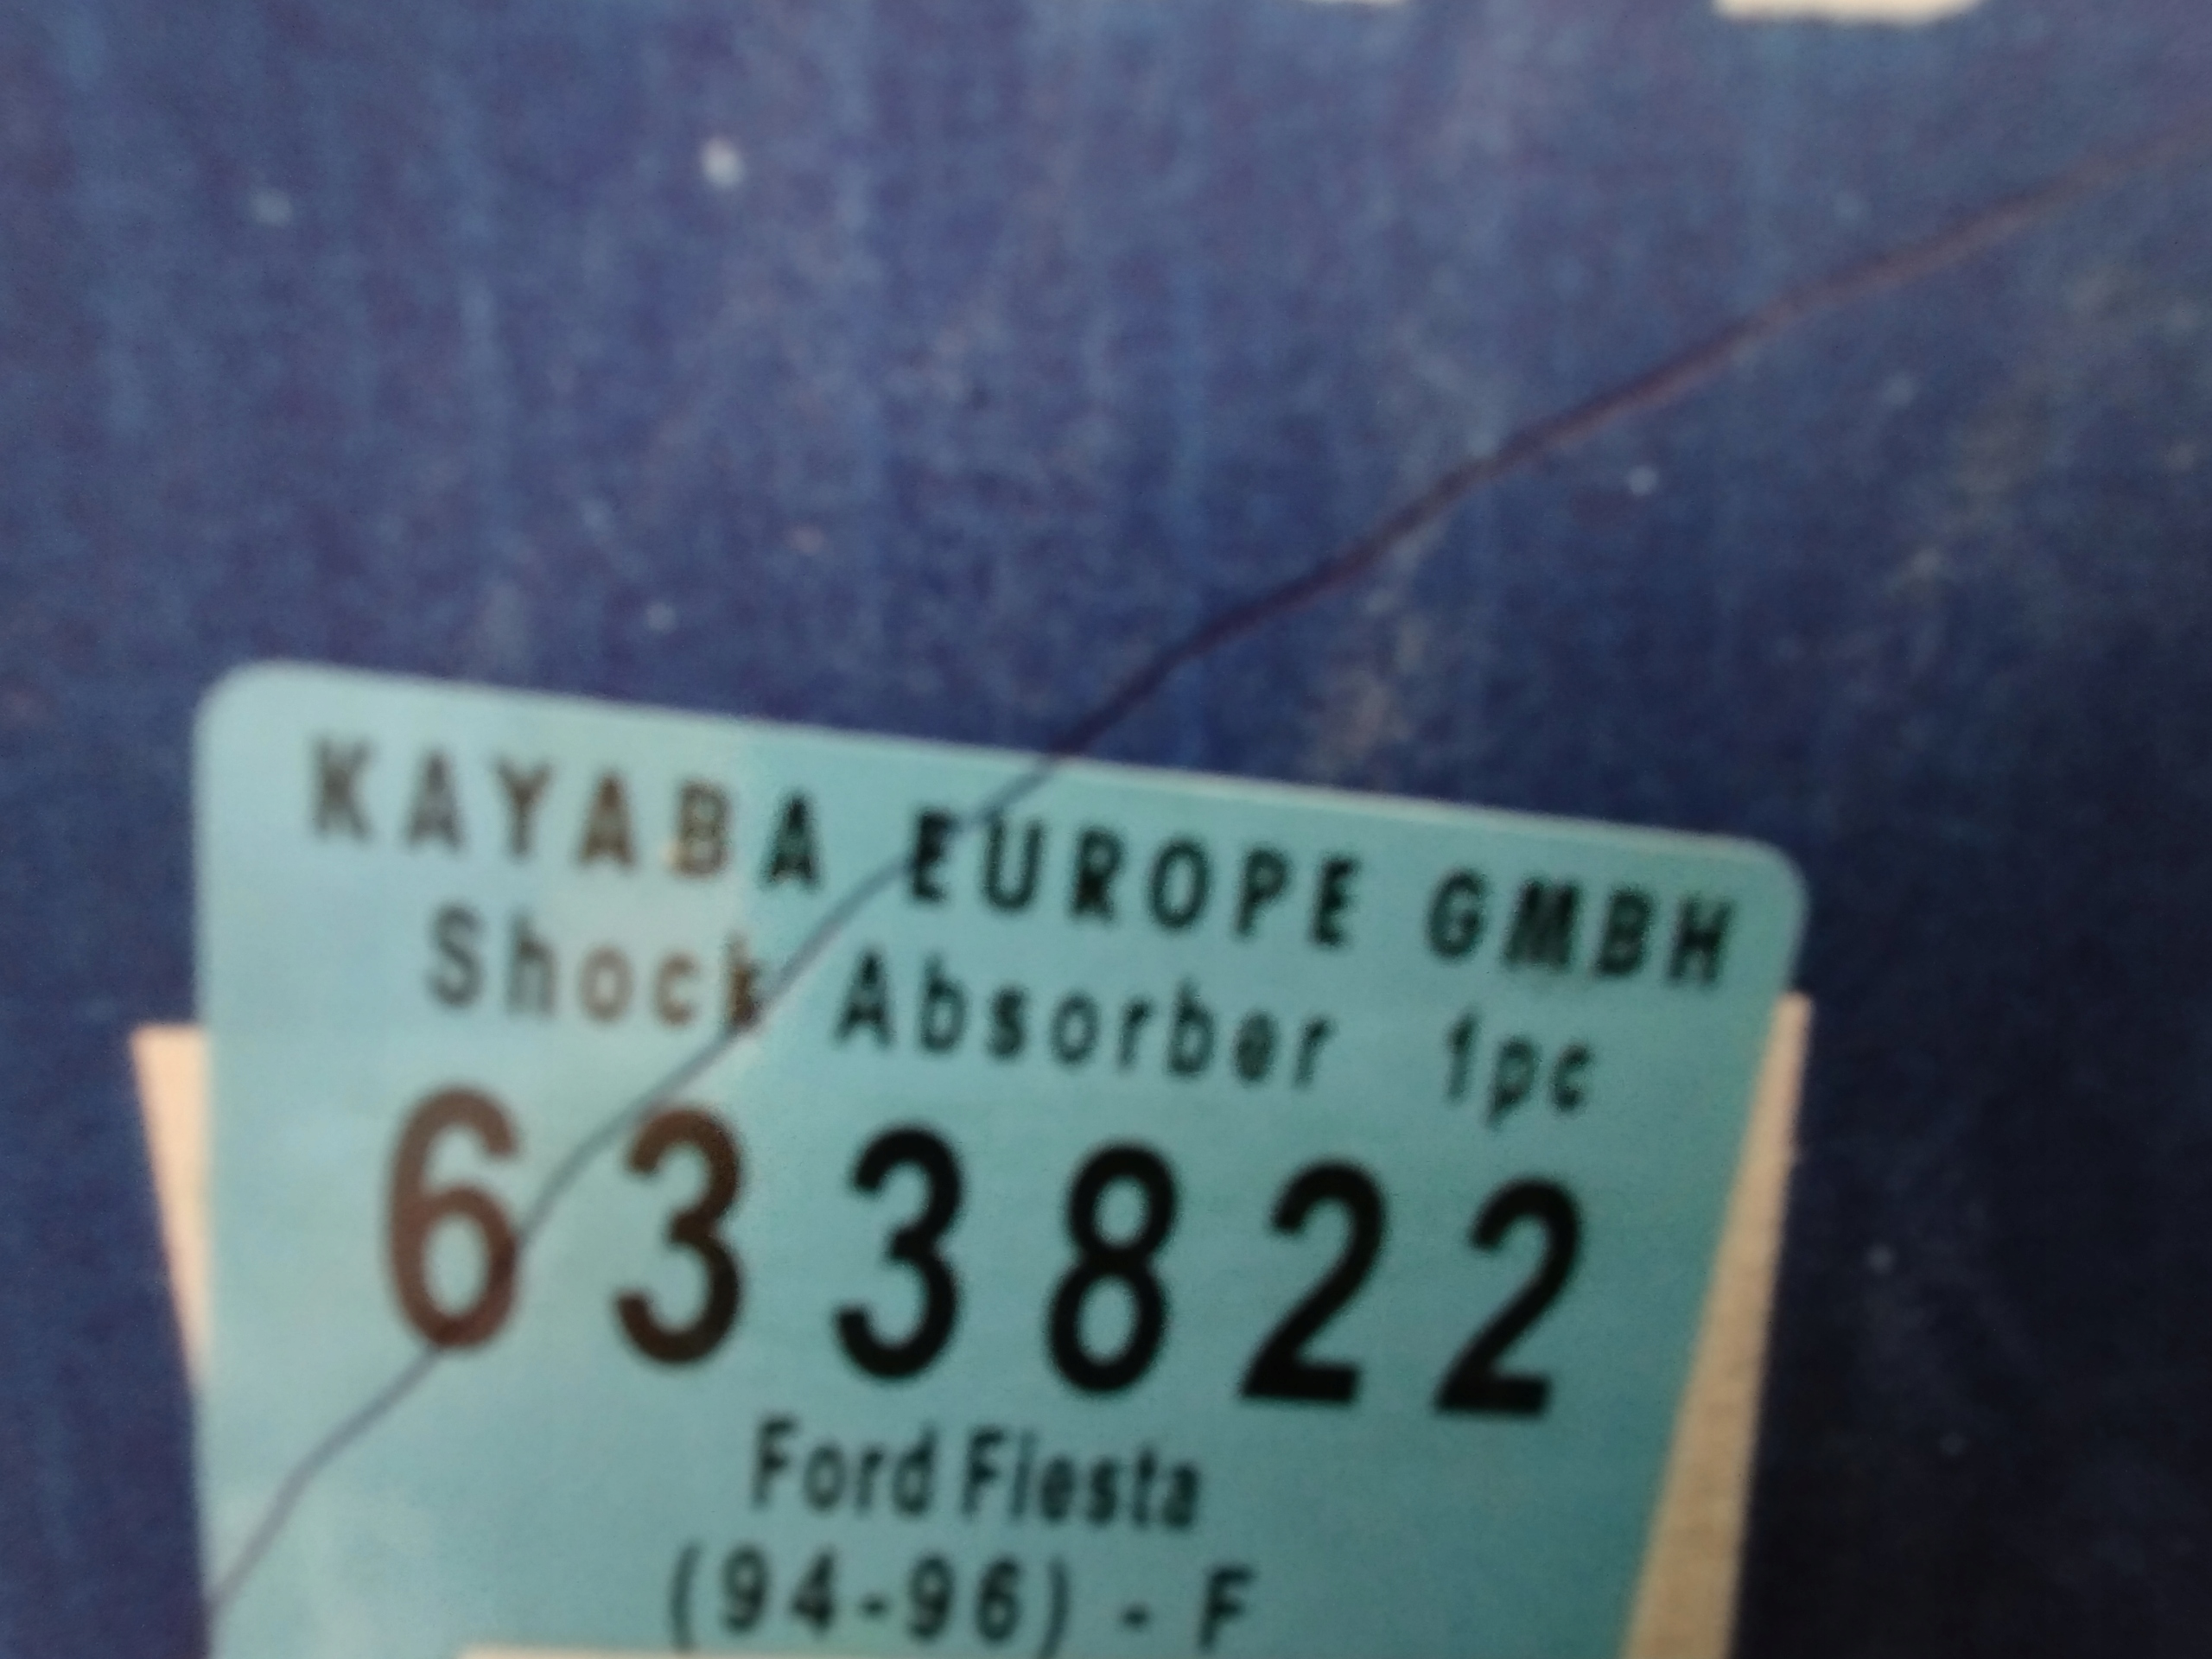 KAYABA EUROPE GMBH
Shock Absorber 1pc
633822
Ford Fiesta
(94-96) - F